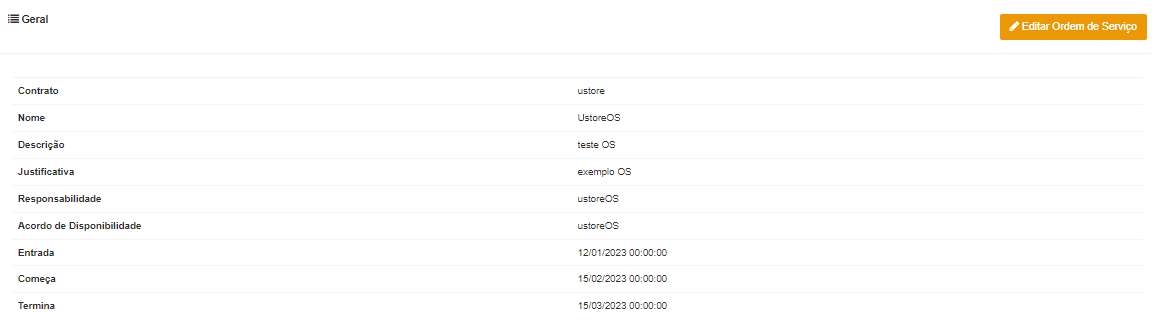 Geral
Editar Ordem de Serviço
Contrato ustore
Nome UstoreOS
Descrição teste OS
Justificativa exemplo OS
Responsabilidade ustoreOS
Acordo de Disponibilidade ustoreOS
Entrada 12/01/2023 00:00:00
Começa 15/02/2023 00:00:00
Termina 15/03/2023 00:00:00